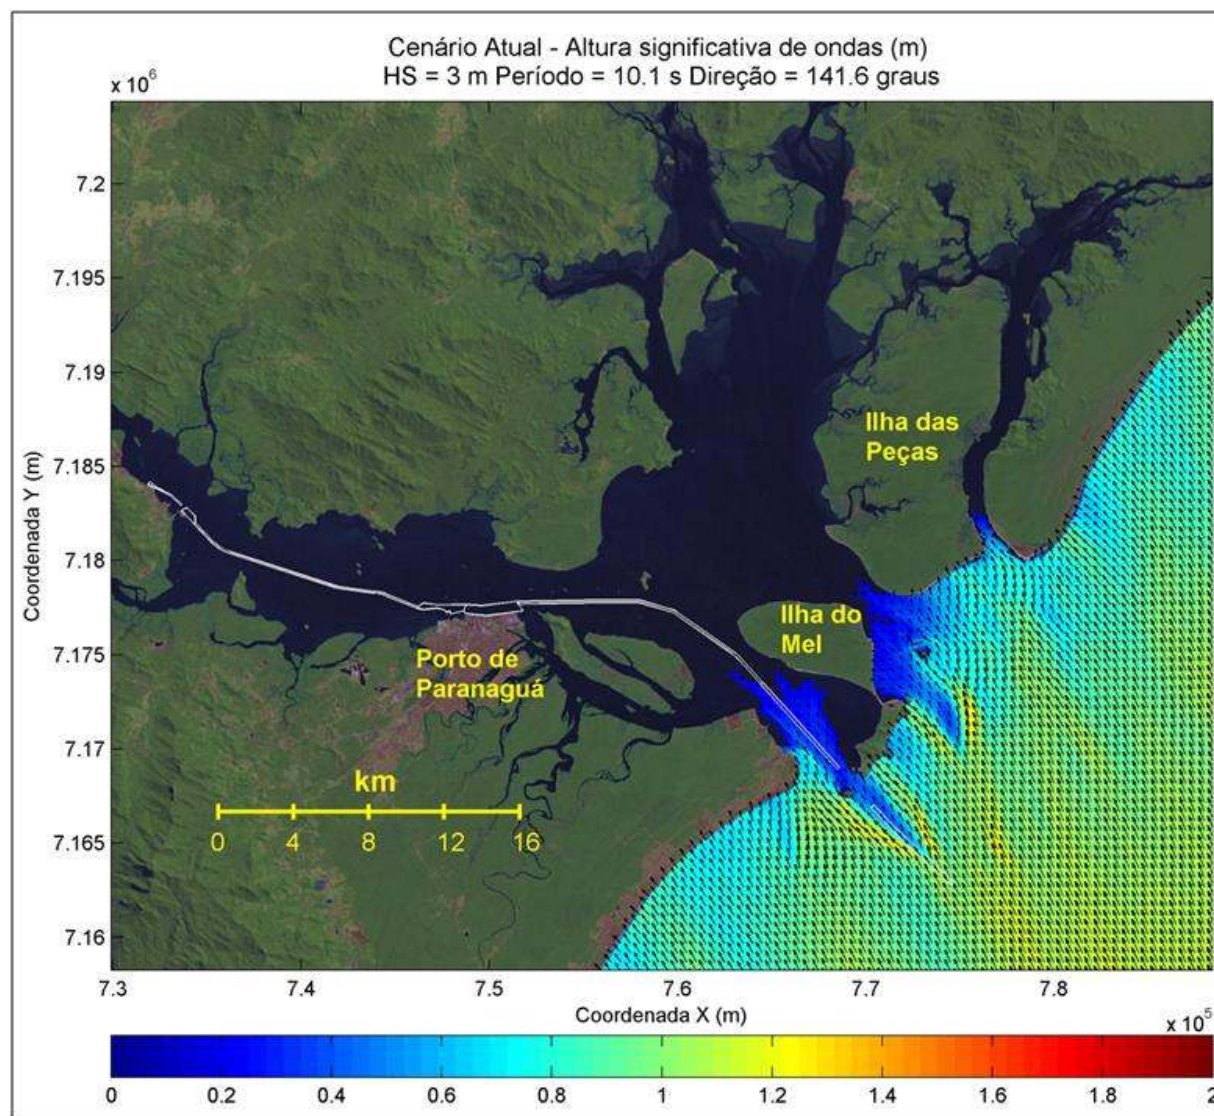 Cenário Atual - Altura significativa de ondas (m)
HS = 3 m Período = 10.1 s Direção = 141.6 graus
x 10⁶
7.2
7.195
7.19
7.185
7.18
7.175
7.17
7.165
7.16
Coordenada Y (m)
Ilha das
Peças
Ilha do
Mel
Porto de
Paranaguá
km
0 4 8 12 16
7.3 7.4 7.5 7.6 7.7 7.8
Coordenada X (m)
x 10⁵
0 0.2 0.4 0.6 0.8 1 1.2 1.4 1.6 1.8 2